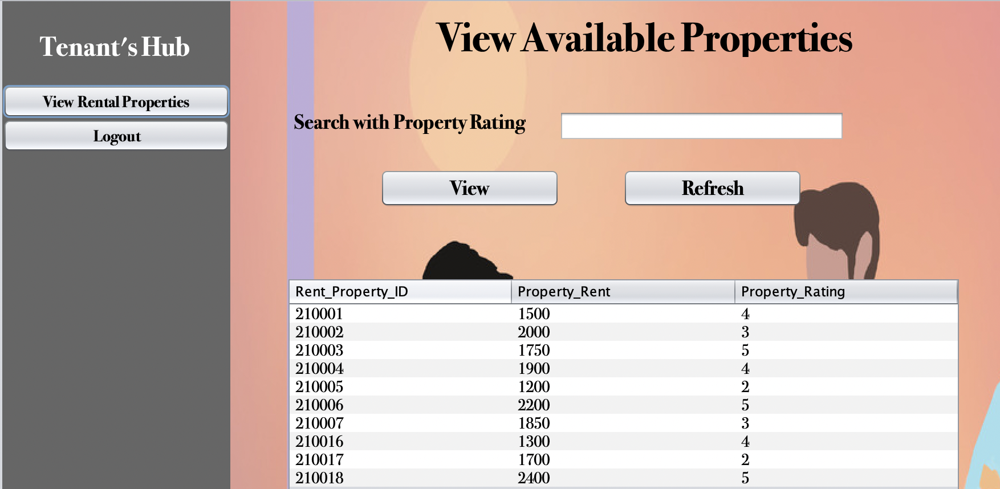 Tenant's Hub
View Rental Properties
Logout
View Available Properties
Search with Property Rating
View Refresh
Rent_Property_ID Property_Rent Property_Rating
210001 1500 4
210002 2000 3
210003 1750 5
210004 1900 4
210005 1200 2
210006 2200 5
210007 1850 3
210016 1300 4
210017 1700 2
210018 2400 5